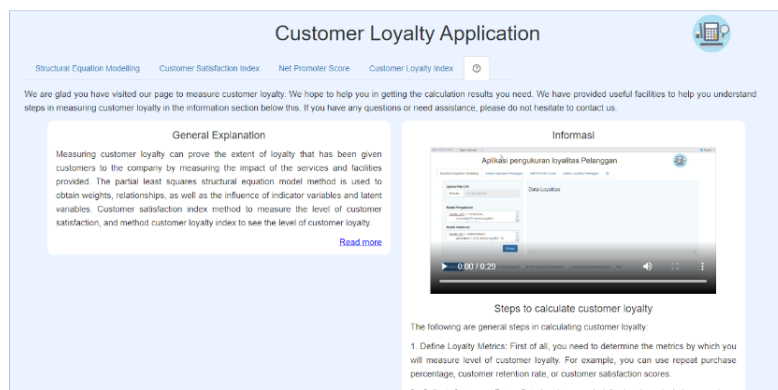 Customer Loyalty Application
Structural Equation Modelling Customer Satisfaction Index Net Promoter Score Customer Loyalty Index
We are glad you have visited our page to measure customer loyalty. We hope to help you in getting the calculation results you need. We have provided useful facilities to help you understand
steps in measuring customer loyalty in the information section below this. If you have any questions or need assistance, please do not hesitate to contact us.
General Explanation
Measuring customer loyalty can prove the extent of loyalty that has been given
customers to the company by measuring the impact of the services and facilities
provided. The partial least squares structural equation model method is used to
obtain weights, relationships, as well as the influence of indicator variables and latent
variables. Customer satisfaction index method to measure the level of customer
satisfaction, and method customer loyalty index to see the level of customer loyalty.
Read more
Informasi
Aplikasi pengukuran loyalitas Pelanggan
Data Loyalitas
0:00 / 0:29
Steps to calculate customer loyalty
The following are general steps in calculating customer loyalty:
1. Define Loyalty Metrics: First of all, you need to determine the metrics by which you
will measure level of customer loyalty. For example, you can use repeat purchase
percentage, customer retention rate, or customer satisfaction scores.